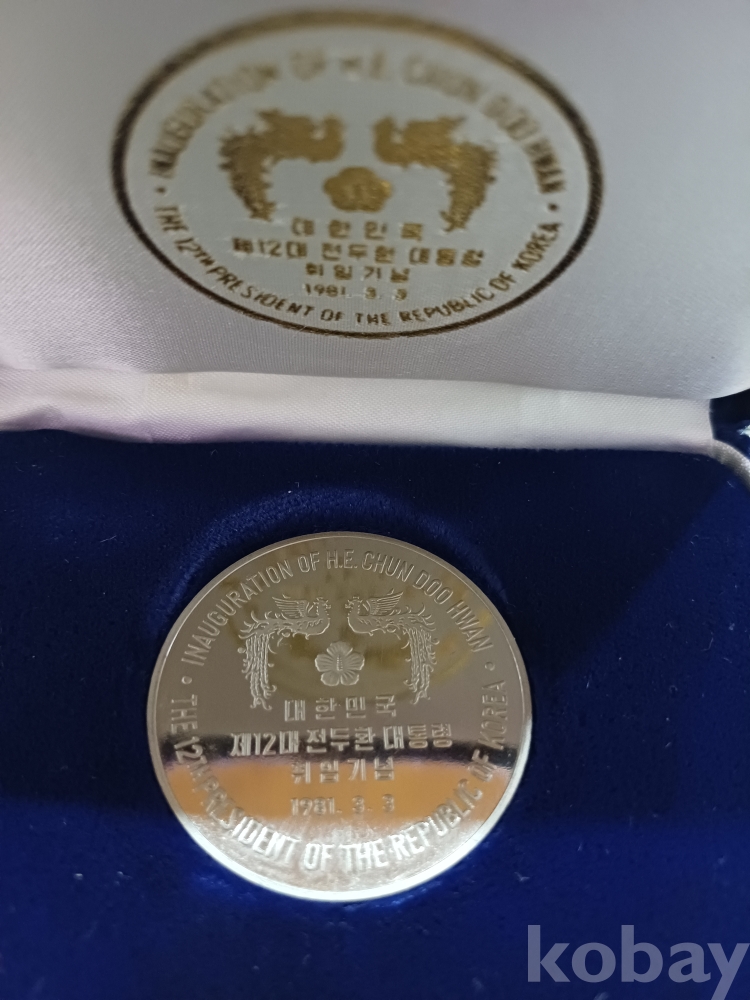 INAUGURATION OF H.E. CHUN DOO HWAN
대한민국
제12대 전두환 대통령
취임기념
1981. 3. 3
• THE 12TH PRESIDENT OF THE REPUBLIC OF KOREA •
INAUGURATION OF H.E. CHUN DOO HWAN
대한민국
제12대 전두환 대통령
취임기념
1981. 3. 3
• THE 12TH PRESIDENT OF THE REPUBLIC OF KOREA •
kobay